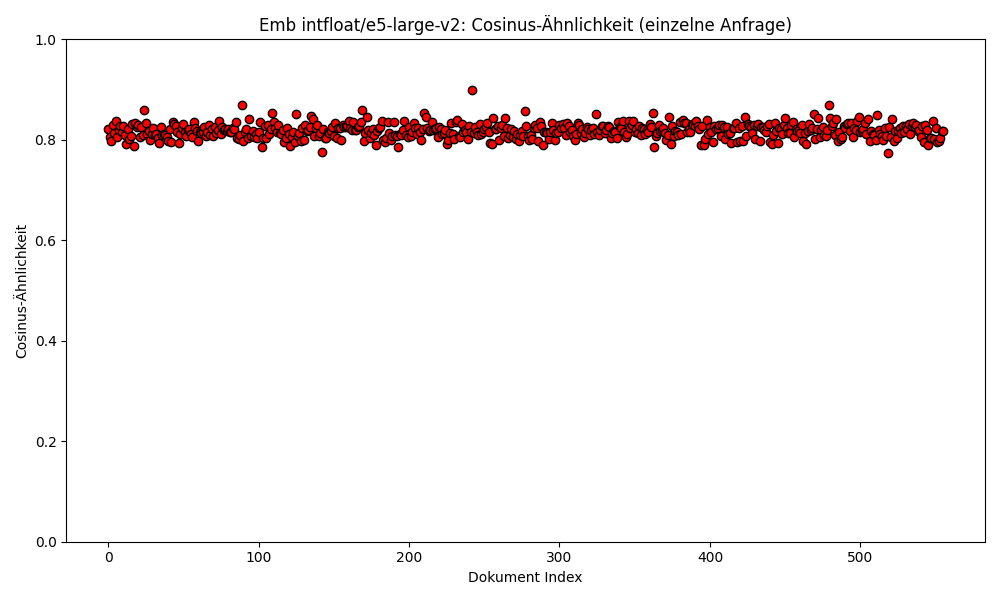 Emb intfloat/e5-large-v2: Cosinus-Ähnlichkeit (einzelne Anfrage)
1.0
0.8
0.6
0.4
0.2
0.0
Cosinus-Ähnlichkeit
0 100 200 300 400 500
Dokument Index